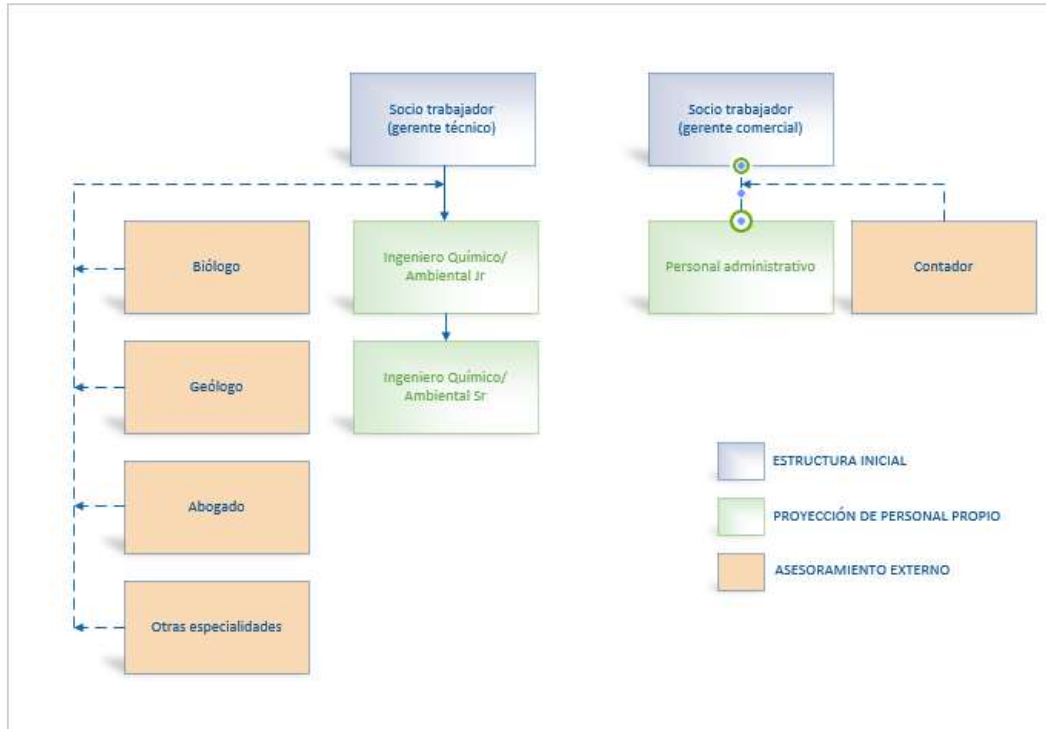 Socio trabajador
(gerente técnico)
Socio trabajador
(gerente comercial)
Biólogo
Ingeniero Químico/
Ambiental Jr
Personal administrativo
Contador
Geólogo
Ingeniero Químico/
Ambiental Sr
ESTRUCTURA INICIAL
Abogado
PROYECCIÓN DE PERSONAL PROPIO
ASESORAMIENTO EXTERNO
Otras especialidades